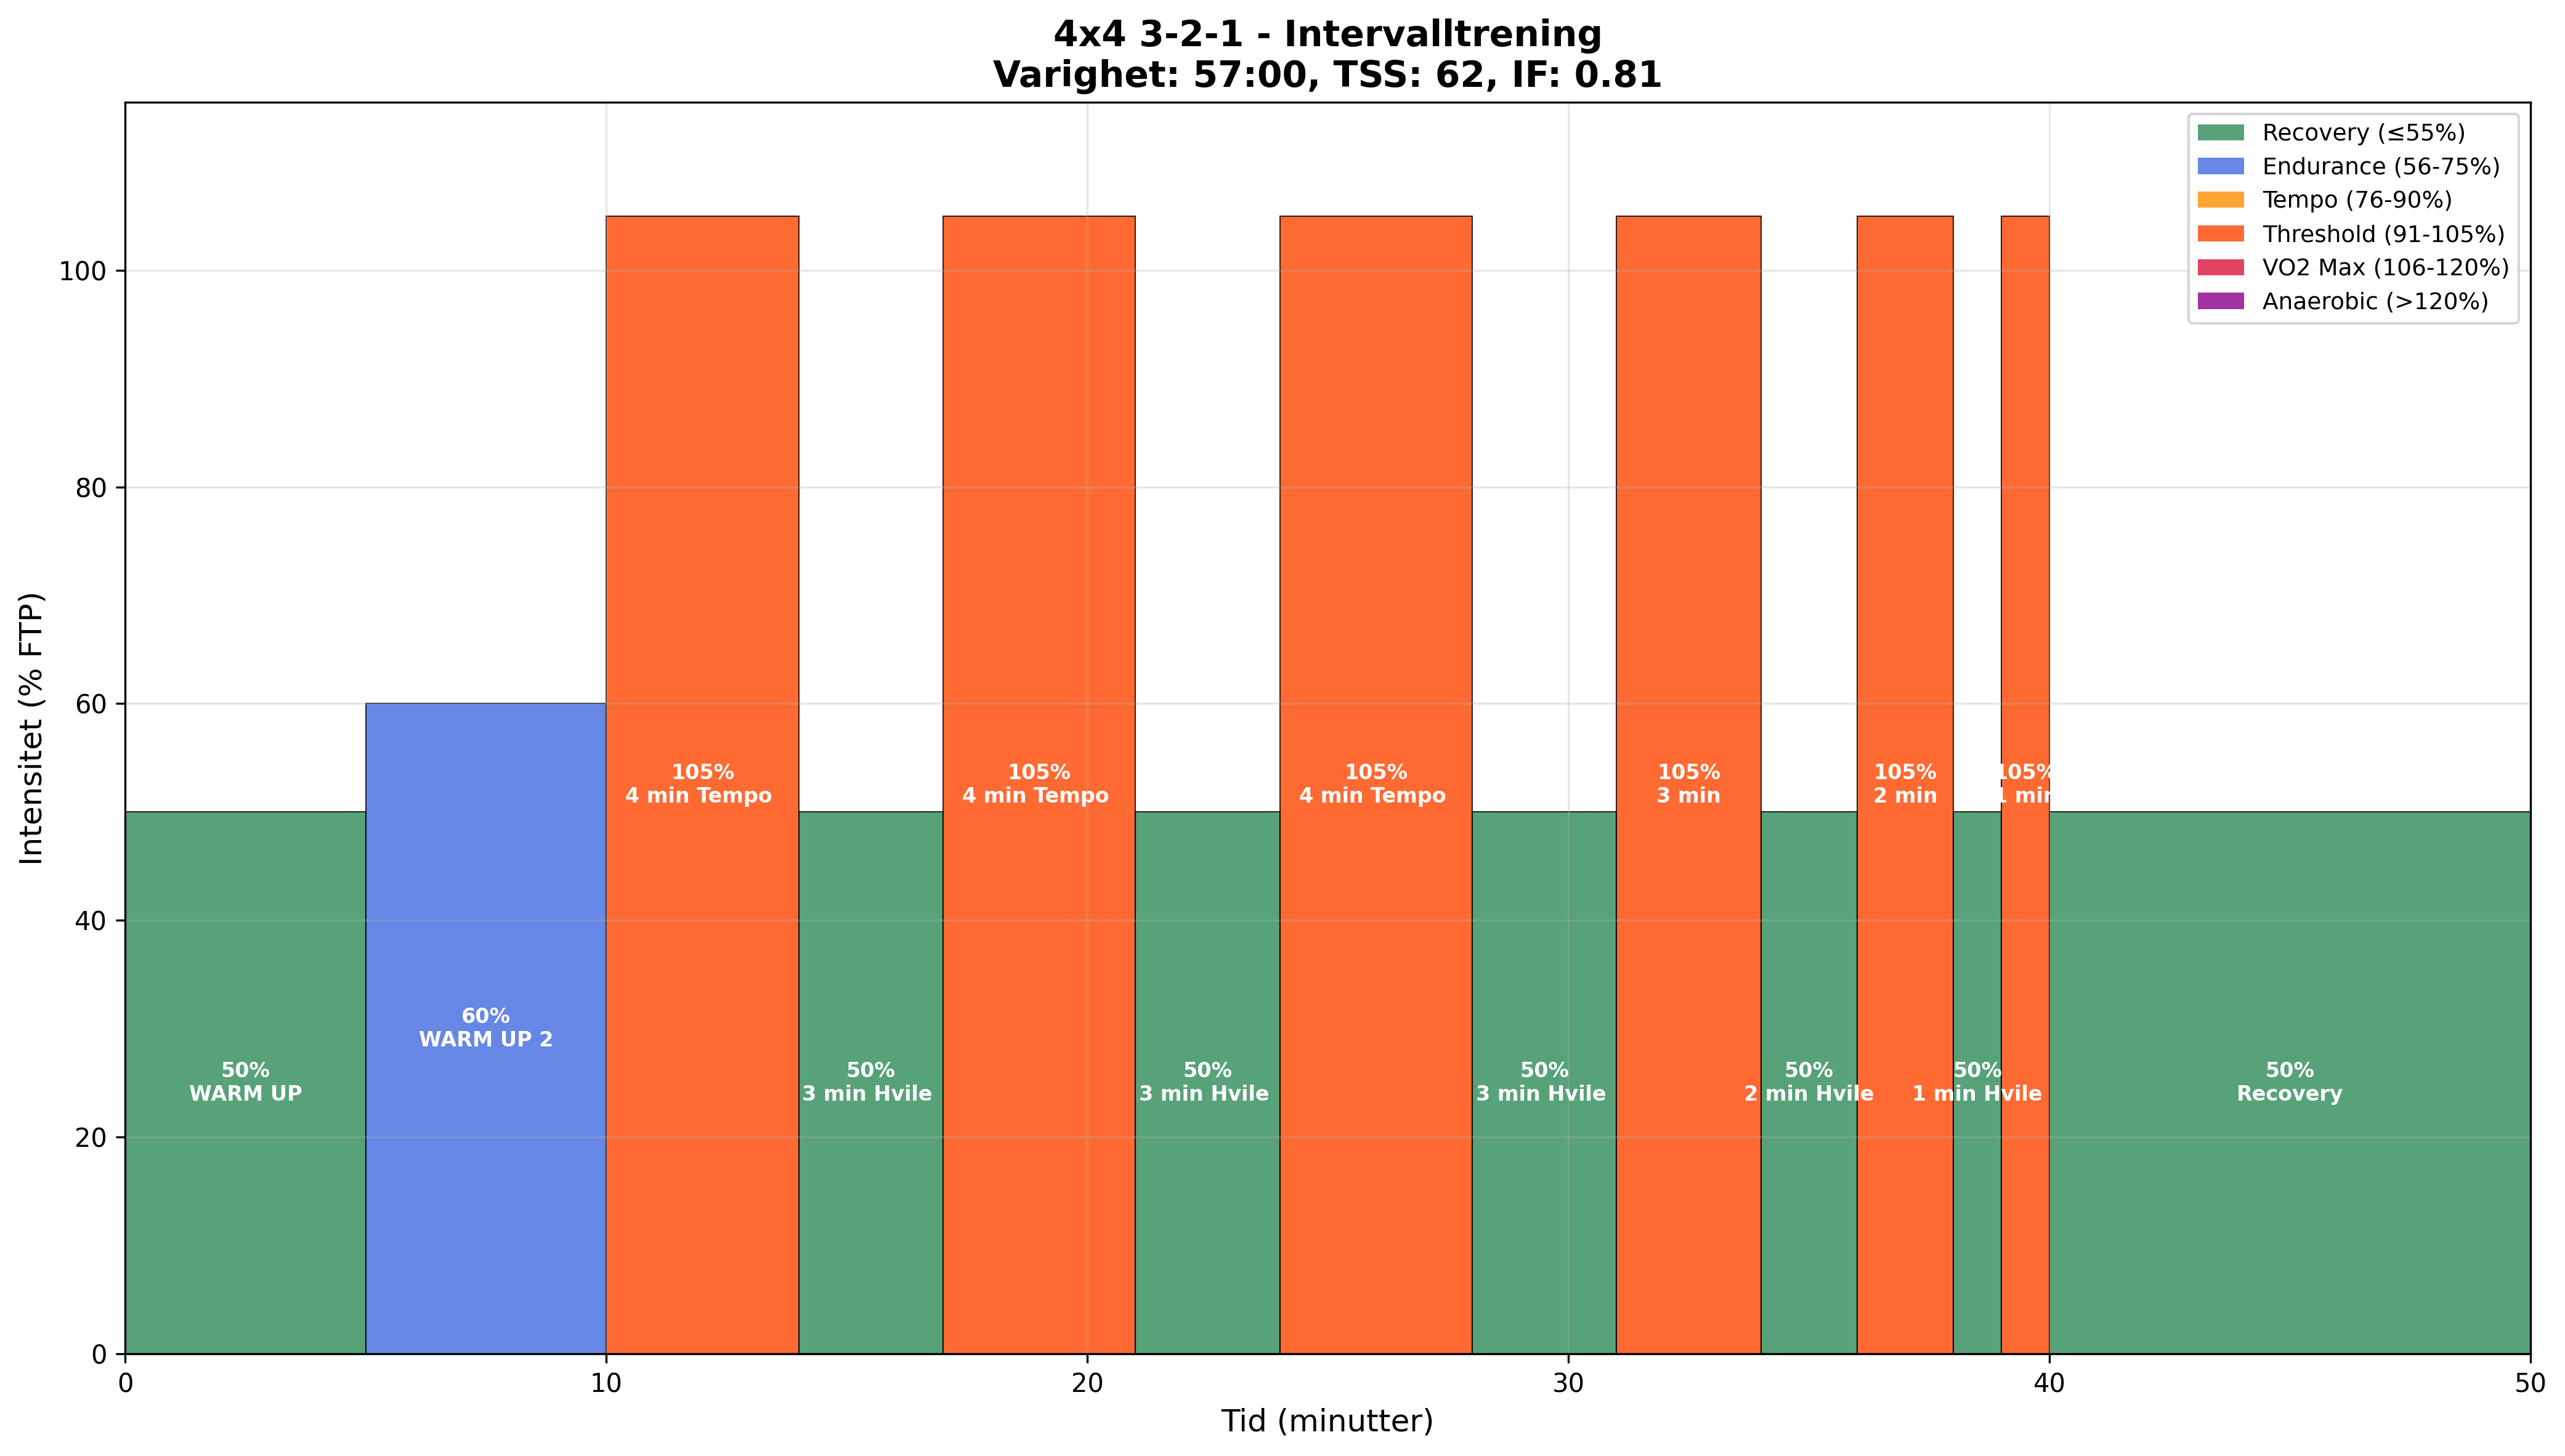 4x4 3-2-1 - Intervalltrening
Varighet: 57:00, TSS: 62, IF: 0.81
Recovery (≤55%)
Endurance (56-75%)
Tempo (76-90%)
Threshold (91-105%)
VO2 Max (106-120%)
Anaerobic (>120%)
Intensitet (% FTP)
100
80
60
40
20
0
50%
WARM UP
60%
WARM UP 2
105%
4 min Tempo
50%
3 min Hvile
105%
4 min Tempo
50%
3 min Hvile
105%
4 min Tempo
50%
3 min Hvile
105%
3 min
50%
2 min Hvile
105%
2 min
50%
1 min Hvile
105%
1 min
50%
Recovery
0 10 20 30 40 50
Tid (minutter)